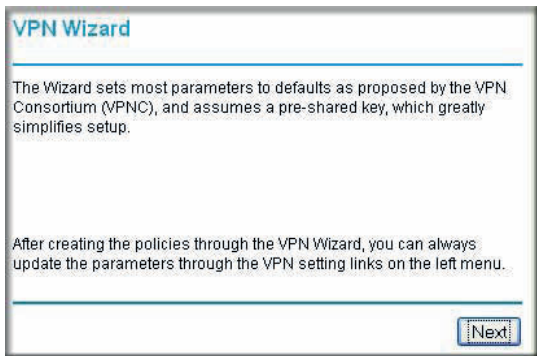 VPN Wizard
The Wizard sets most parameters to defaults as proposed by the VPN
Consortium (VPNC), and assumes a pre-shared key, which greatly
simplifies setup.
After creating the policies through the VPN Wizard, you can always
update the parameters through the VPN setting links on the left menu.
Next